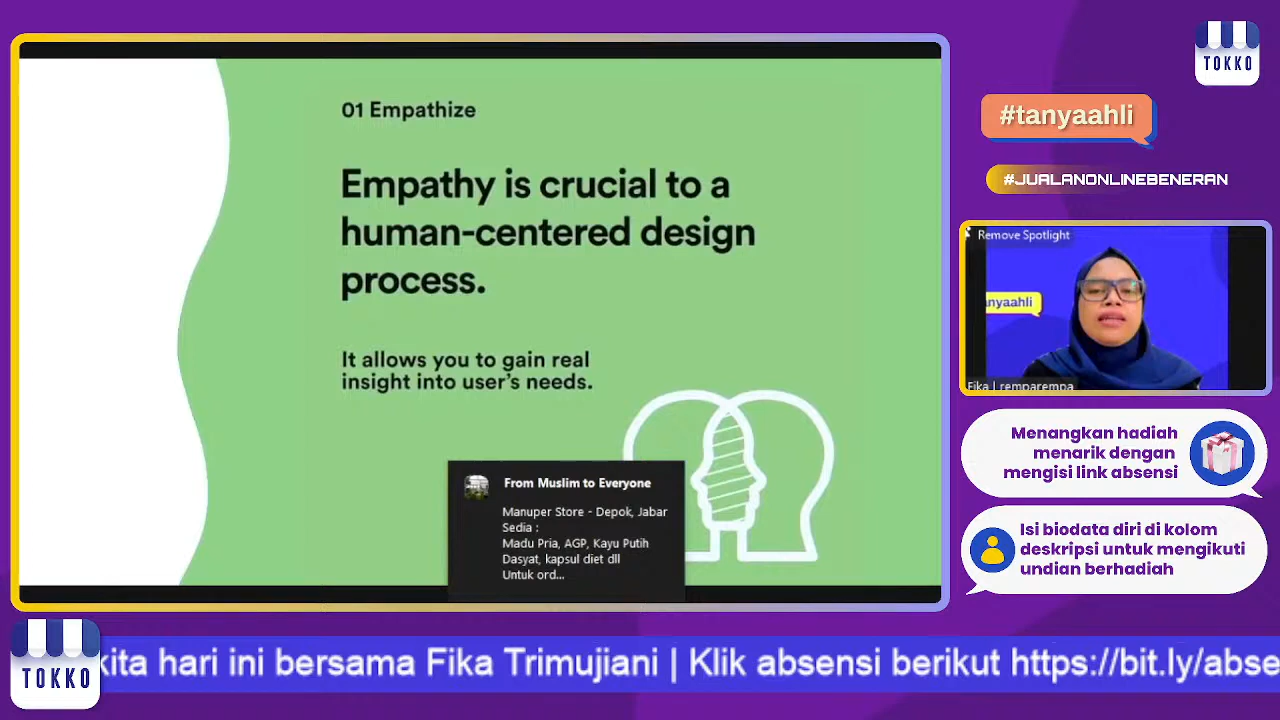 01 Empathize
Empathy is crucial to a
human-centered design
process.
It allows you to gain real
insight into user's needs.
From Muslim to Everyone
Manuper Store - Depok, Jabar
Sedia :
Madu Pria, AGP, Kayu Putih
Dasyat, kapsul diet dll
Untuk ord...
TOKKO
#tanyaahli
#JUALANONLINEBENERAN
Remove Spotlight
anyaahli
Fika | remparempa
Menangkan hadiah
menarik dengan
mengisi link absensi
Isi biodata diri di kolom
deskripsi untuk mengikuti
undian berhadiah
TOKKO
kita hari ini bersama Fika Trimujiani | Klik absensi berikut https://bit.ly/abse